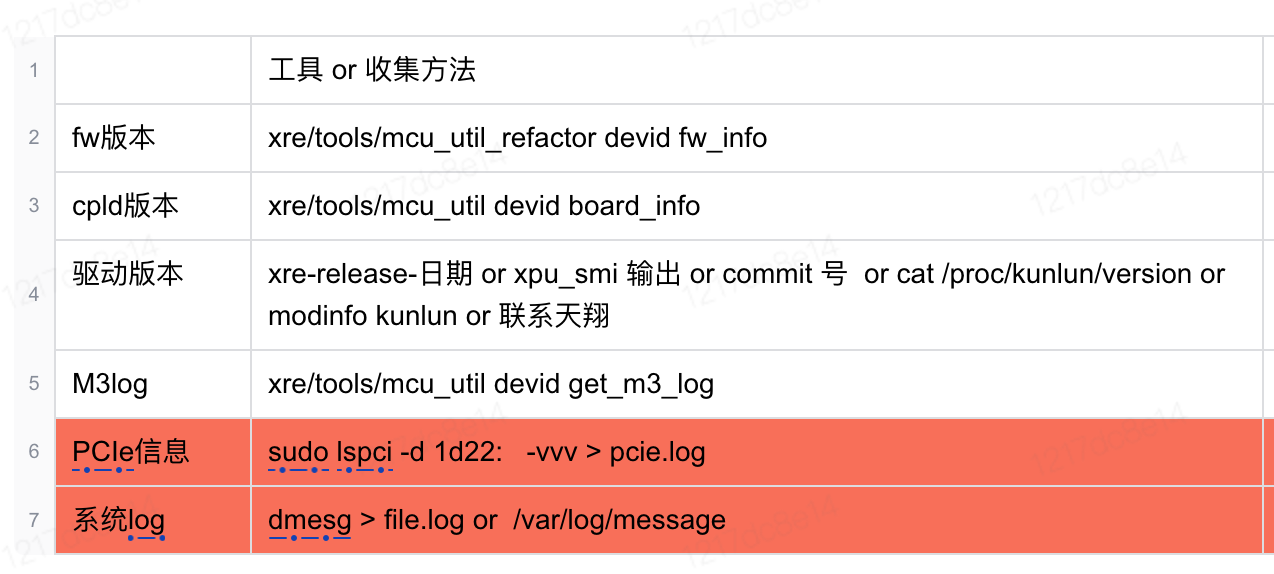 1 工具 or 收集方法
2 fw版本 xre/tools/mcu_util_refactor devid fw_info
3 cpld版本 xre/tools/mcu_util devid board_info
4 驱动版本 xre-release-日期 or xpu_smi 输出 or commit 号 or cat /proc/kunlun/version or
modinfo kunlun or 联系天翔
5 M3log xre/tools/mcu_util devid get_m3_log
6 PCIe信息 sudo lspci -d 1d22: -vvv > pcie.log
7 系统log dmesg > file.log or /var/log/message
1217dc8e14